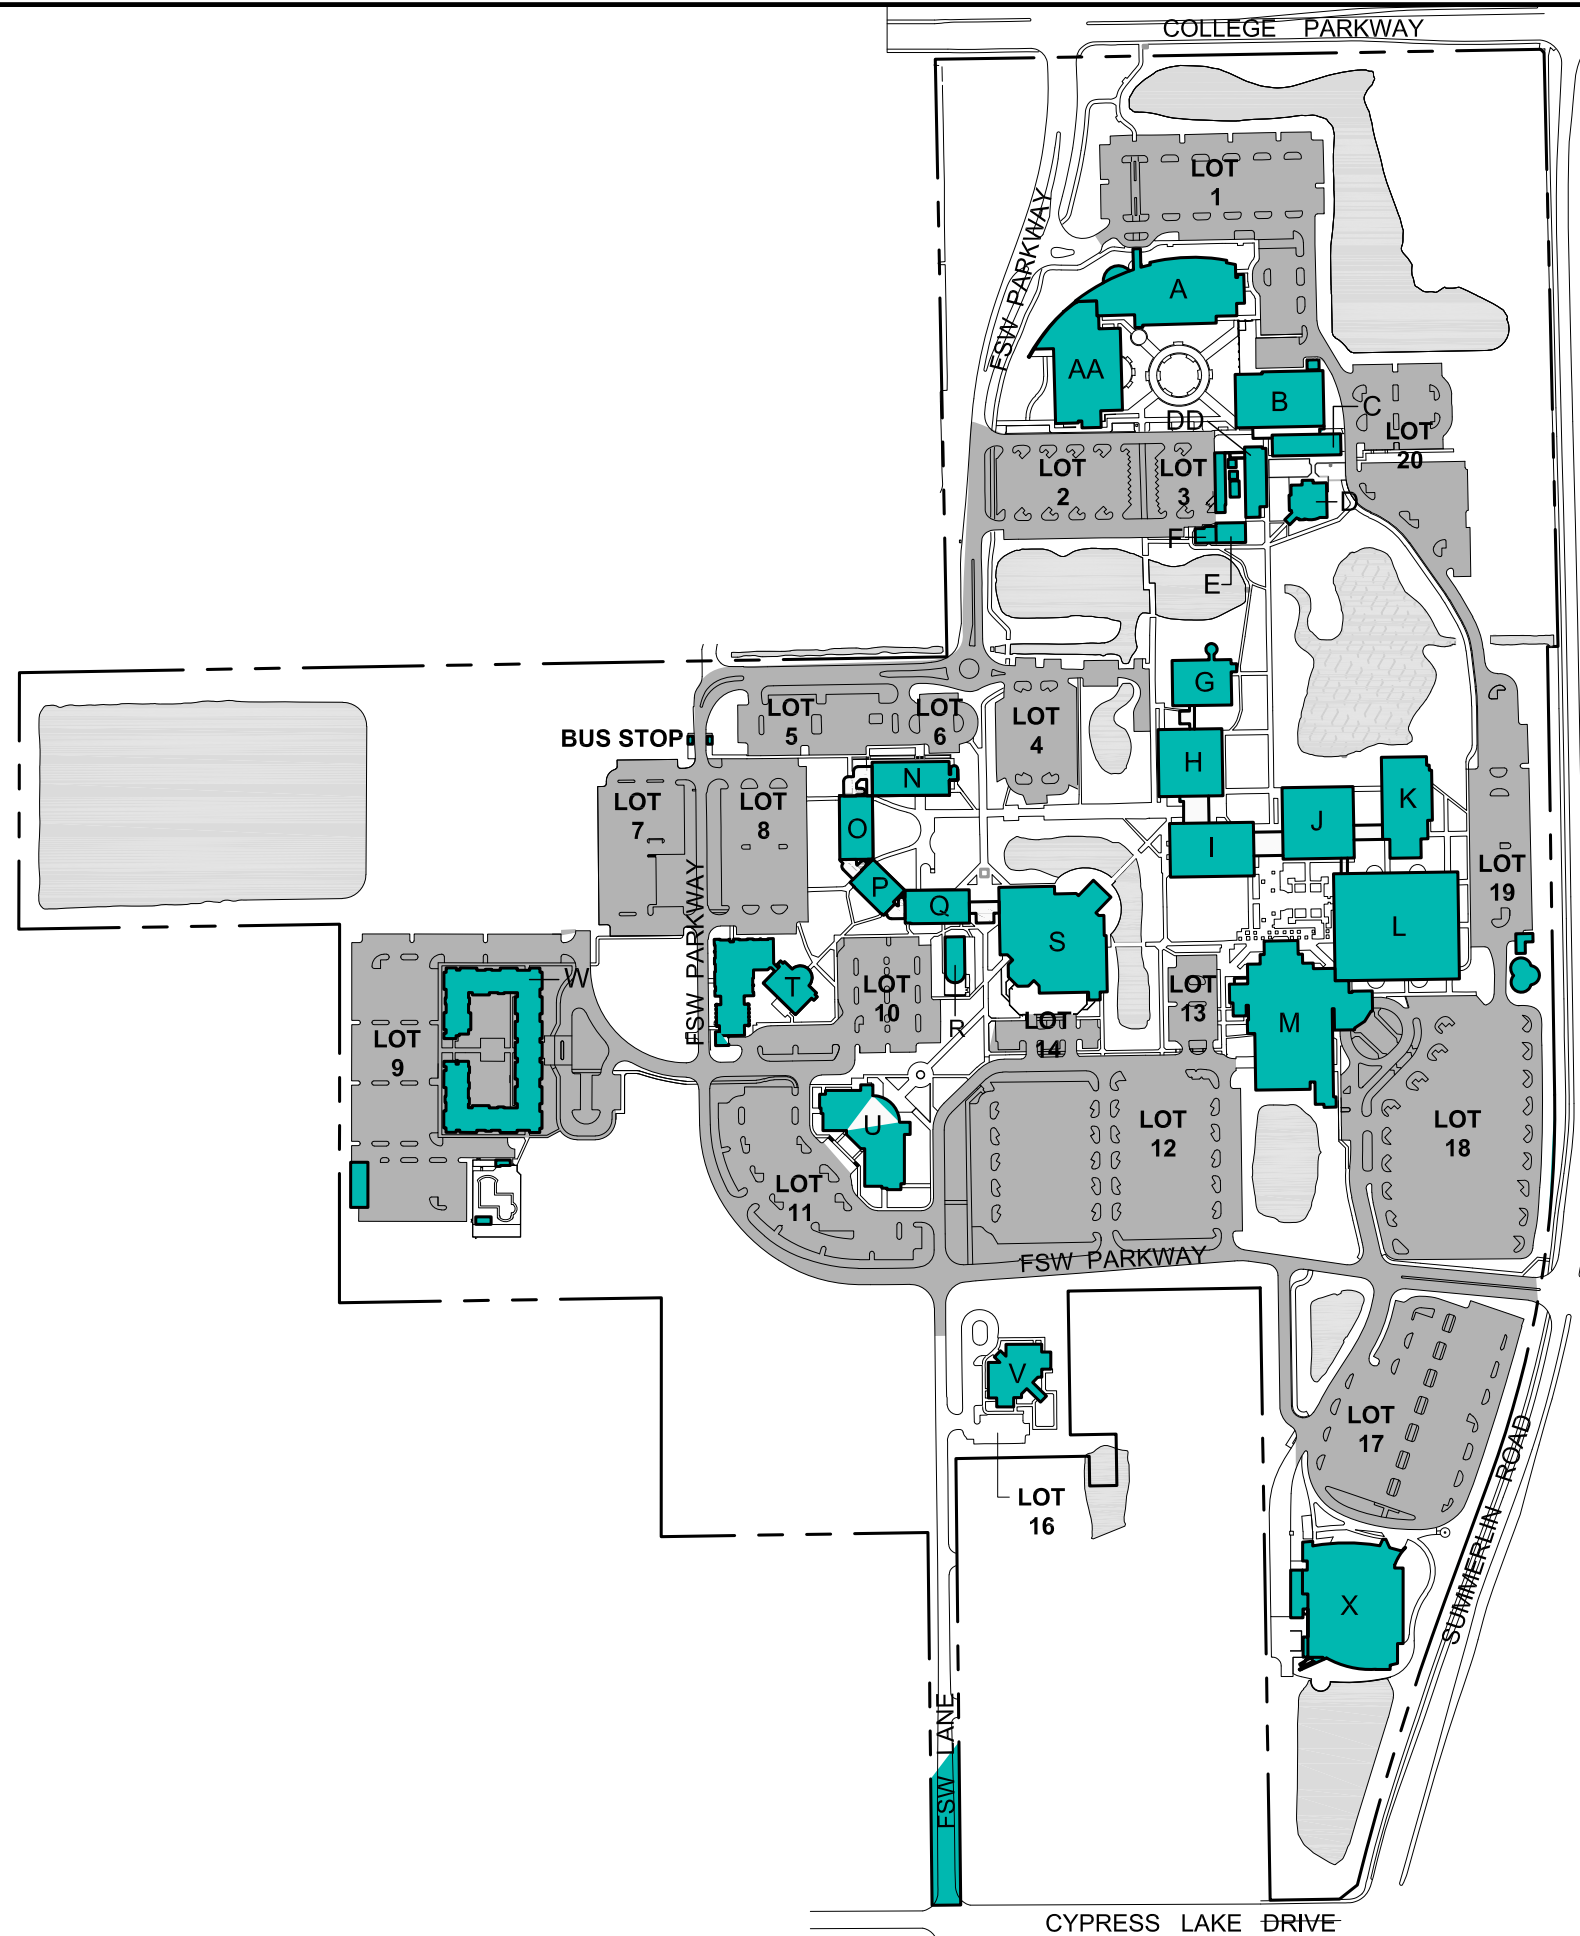 COLLEGE PARKWAY
LOT
1
FSW PARKWAY
A
AA
B
C
DD
LOT
20
LOT
2
LOT
3
D
F
E
G
LOT
5
LOT
6
LOT
4
BUS STOP
H
N
K
LOT
7
LOT
8
O
J
I
P
LOT
19
Q
FSW PARKWAY
L
S
W
T
LOT
10
LOT
13
R
LOT
14
M
LOT
9
U
LOT
12
LOT
18
LOT
11
FSW PARKWAY
V
LOT
17
LOT
16
SUMMERLIN ROAD
X
FSW LANE
CYPRESS LAKE DRIVE